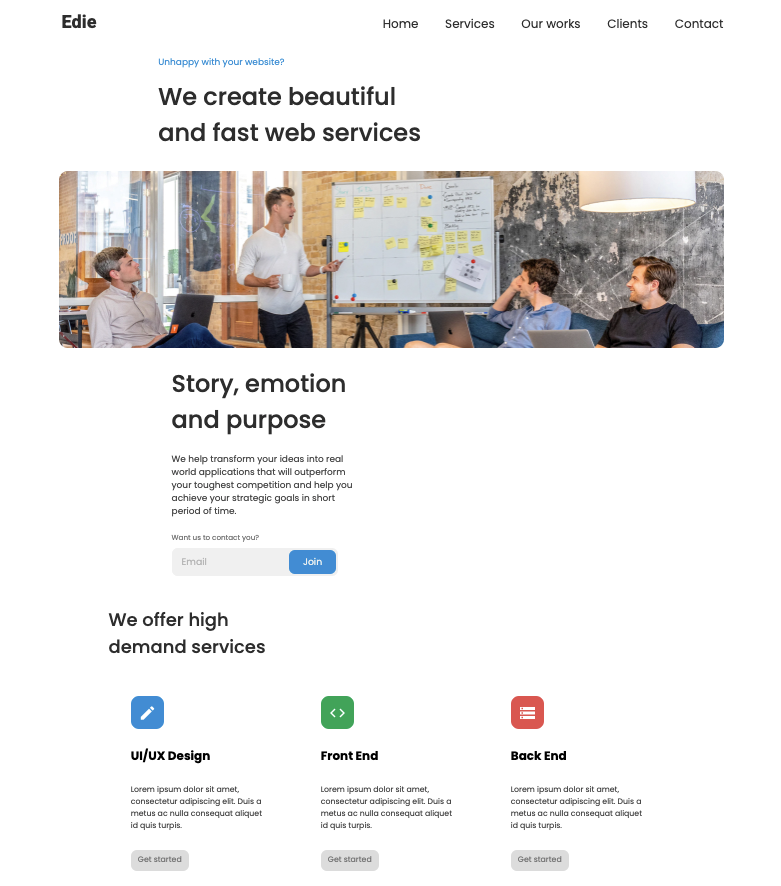 Edie
Home Services Our works Clients Contact
Unhappy with your website?
We create beautiful
and fast web services
Story, emotion
and purpose
We help transform your ideas into real
world applications that will outperform
your toughest competition and help you
achieve your strategic goals in short
period of time.
Want us to contact you?
Email Join
We offer high
demand services
UI/UX Design
Lorem ipsum dolor sit amet,
consectetur adipiscing elit. Duis a
metus ac nulla consequat aliquet
id quis turpis.
Get started
Front End
Lorem ipsum dolor sit amet,
consectetur adipiscing elit. Duis a
metus ac nulla consequat aliquet
id quis turpis.
Get started
Back End
Lorem ipsum dolor sit amet,
consectetur adipiscing elit. Duis a
metus ac nulla consequat aliquet
id quis turpis.
Get started